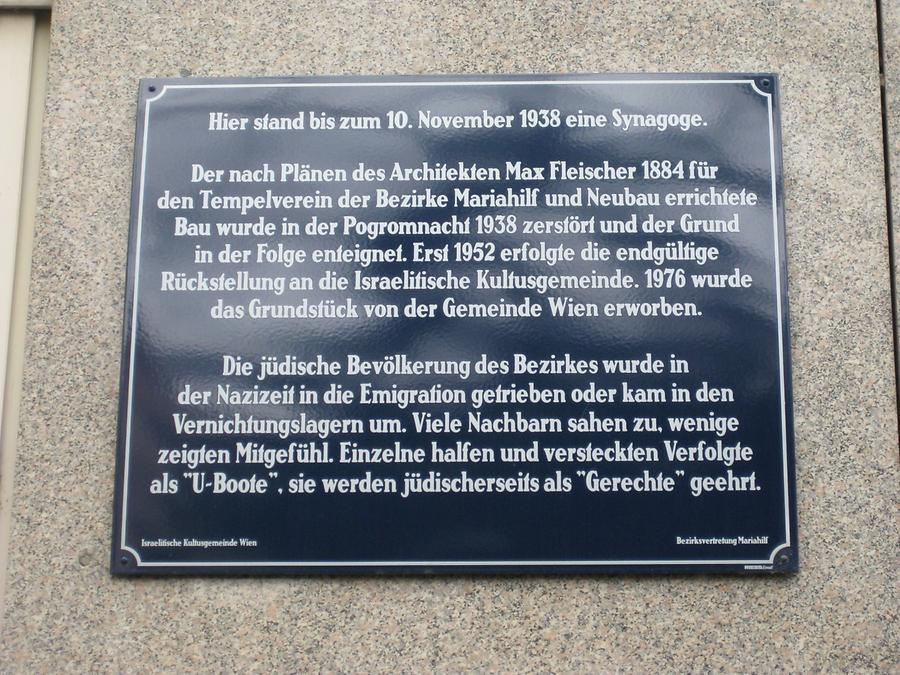 Hier stand bis zum 10. November 1938 eine Synagoge.
Der nach Plänen des Architekten Max Fleischer 1884 für
den Tempelverein der Bezirke Mariahilf und Neubau errichtete
Bau wurde in der Pogromnacht 1938 zerstört und der Grund
in der Folge enteignet. Erst 1952 erfolgte die endgültige
Rückstellung an die Israelitische Kultusgemeinde. 1976 wurde
das Grundstück von der Gemeinde Wien erworben.
Die jüdische Bevölkerung des Bezirkes wurde in
der Nazizeit in die Emigration getrieben oder kam in den
Vernichtungslagern um. Viele Nachbarn sahen zu, wenige
zeigten Mitgefühl. Einzelne halfen und versteckten Verfolgte
als "U-Boote", sie werden jüdischerseits als "Gerechte" geehrt.
Israelitische Kultusgemeinde Wien
Bezirksvertretung Mariahilf